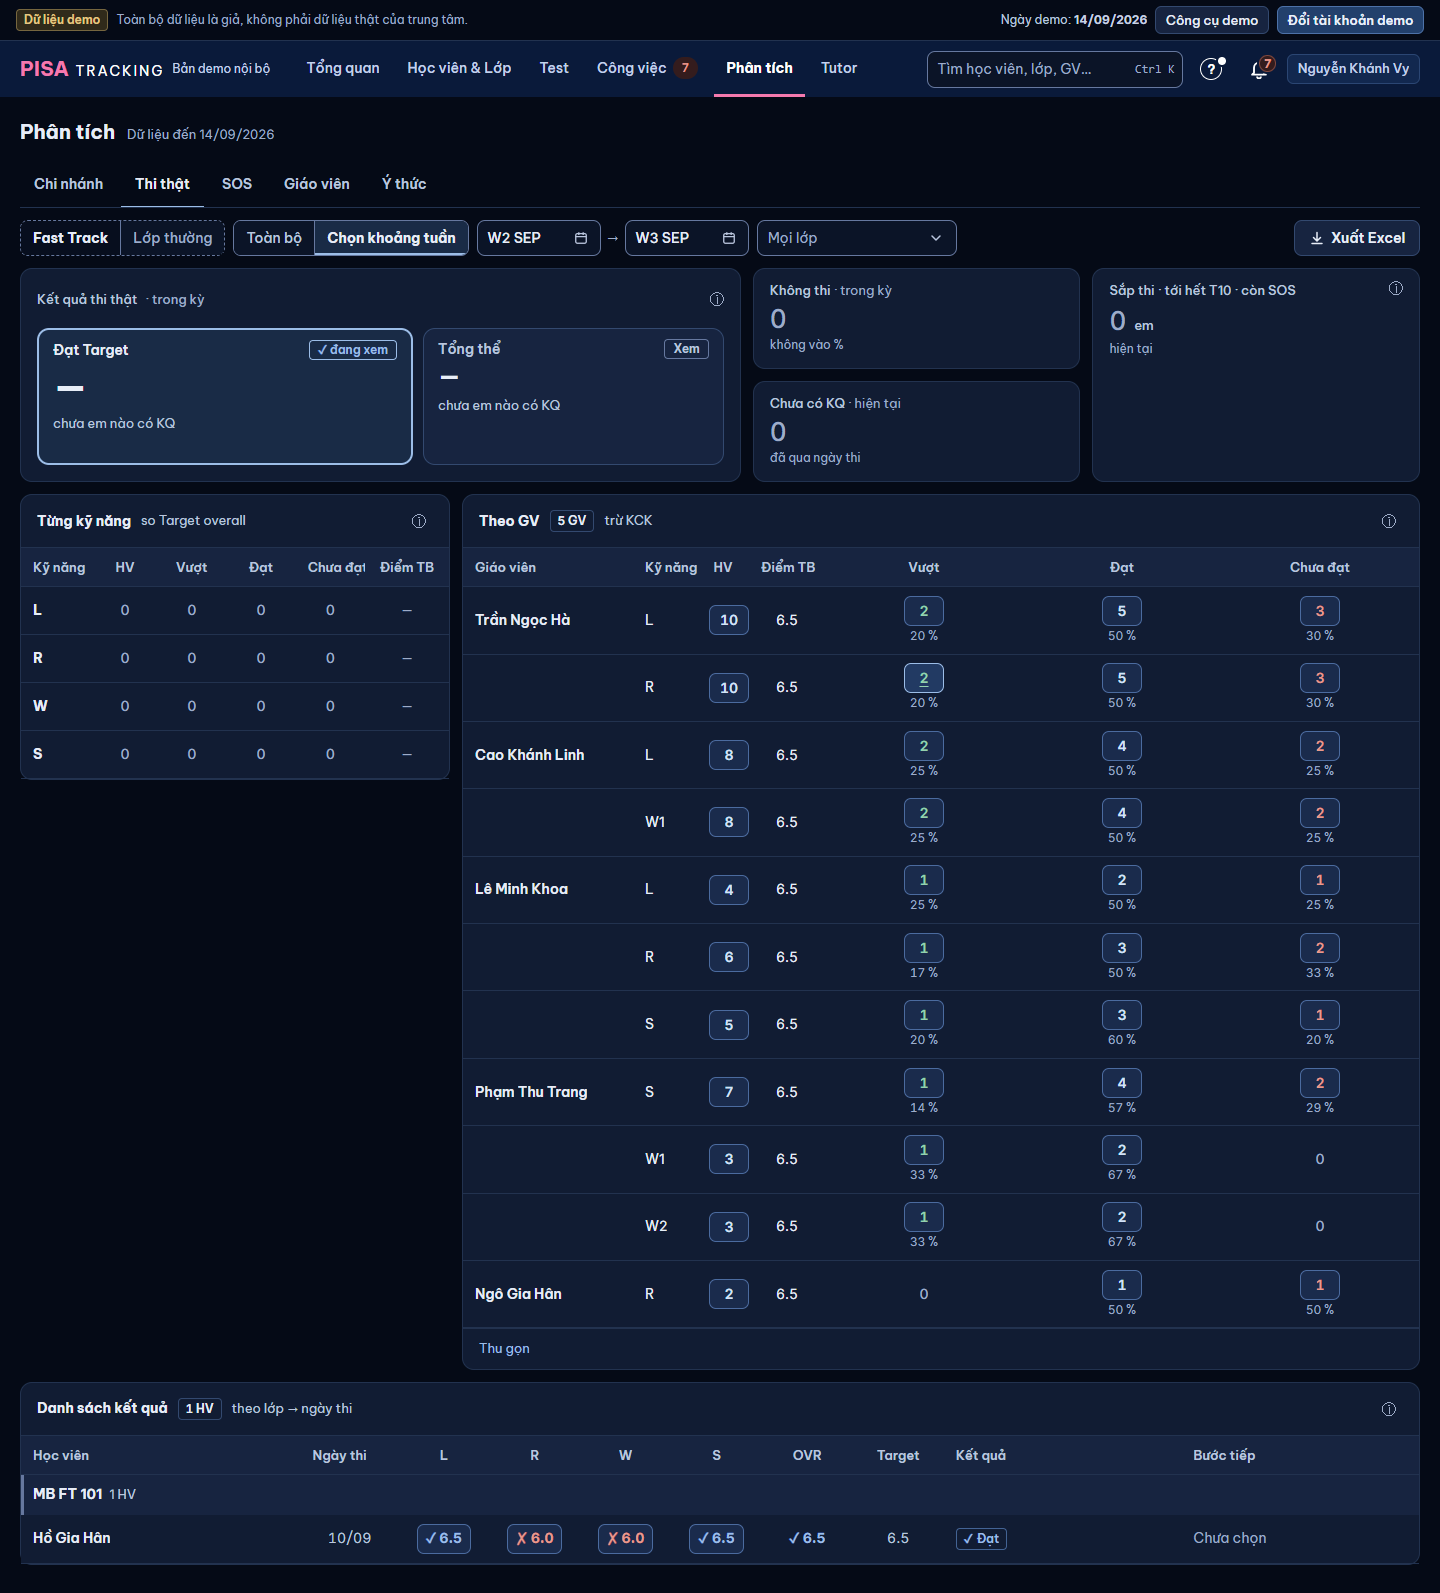 Dữ liệu demo Toàn bộ dữ liệu là giả, không phải dữ liệu thật của trung tâm. Ngày demo: 14/09/2026 Công cụ demo Đổi tài khoản demo
PISA TRACKING Bản demo nội bộ Tổng quan Học viên & Lớp Test Công việc 7 Phân tích Tutor Tìm học viên, lớp, GV... Ctrl K ? 7 Nguyễn Khánh Vy
Phân tích Dữ liệu đến 14/09/2026
Chi nhánh Thi thật SOS Giáo viên Ý thức
Fast Track Lớp thường Toàn bộ Chọn khoảng tuần W2 SEP → W3 SEP Mọi lớp Xuất Excel
Kết quả thi thật · trong kỳ
Đạt Target ✓ đang xem
—
chưa em nào có KQ
Tổng thể Xem
—
chưa em nào có KQ
Không thi · trong kỳ
0
không vào %
Chưa có KQ · hiện tại
0
đã qua ngày thi
Sắp thi · tới hết T10 · còn SOS
0 em
hiện tại
Từng kỹ năng so Target overall
Kỹ năng HV Vượt Đạt Chưa đạt Điểm TB
L 0 0 0 0 —
R 0 0 0 0 —
W 0 0 0 0 —
S 0 0 0 0 —
Theo GV 5 GV trừ KCK
Giáo viên Kỹ năng HV Điểm TB Vượt Đạt Chưa đạt
Trần Ngọc Hà L 10 6.5 2 5 3
20 % 50 % 30 %
R 10 6.5 2 5 3
20 % 50 % 30 %
Cao Khánh Linh L 8 6.5 2 4 2
25 % 50 % 25 %
W1 8 6.5 2 4 2
25 % 50 % 25 %
Lê Minh Khoa L 4 6.5 1 2 1
25 % 50 % 25 %
R 6 6.5 1 3 2
17 % 50 % 33 %
S 5 6.5 1 3 1
20 % 60 % 20 %
Phạm Thu Trang S 7 6.5 1 4 2
14 % 57 % 29 %
W1 3 6.5 1 2 0
33 % 67 %
W2 3 6.5 1 2 0
33 % 67 %
Ngô Gia Hân R 2 6.5 0 1 1
50 % 50 %
Thu gọn
Danh sách kết quả 1 HV theo lớp → ngày thi
Học viên Ngày thi L R W S OVR Target Kết quả Bước tiếp
MB FT 101 1 HV
Hồ Gia Hân 10/09 ✓ 6.5 ✗ 6.0 ✗ 6.0 ✓ 6.5 ✓ 6.5 6.5 ✓ Đạt Chưa chọn